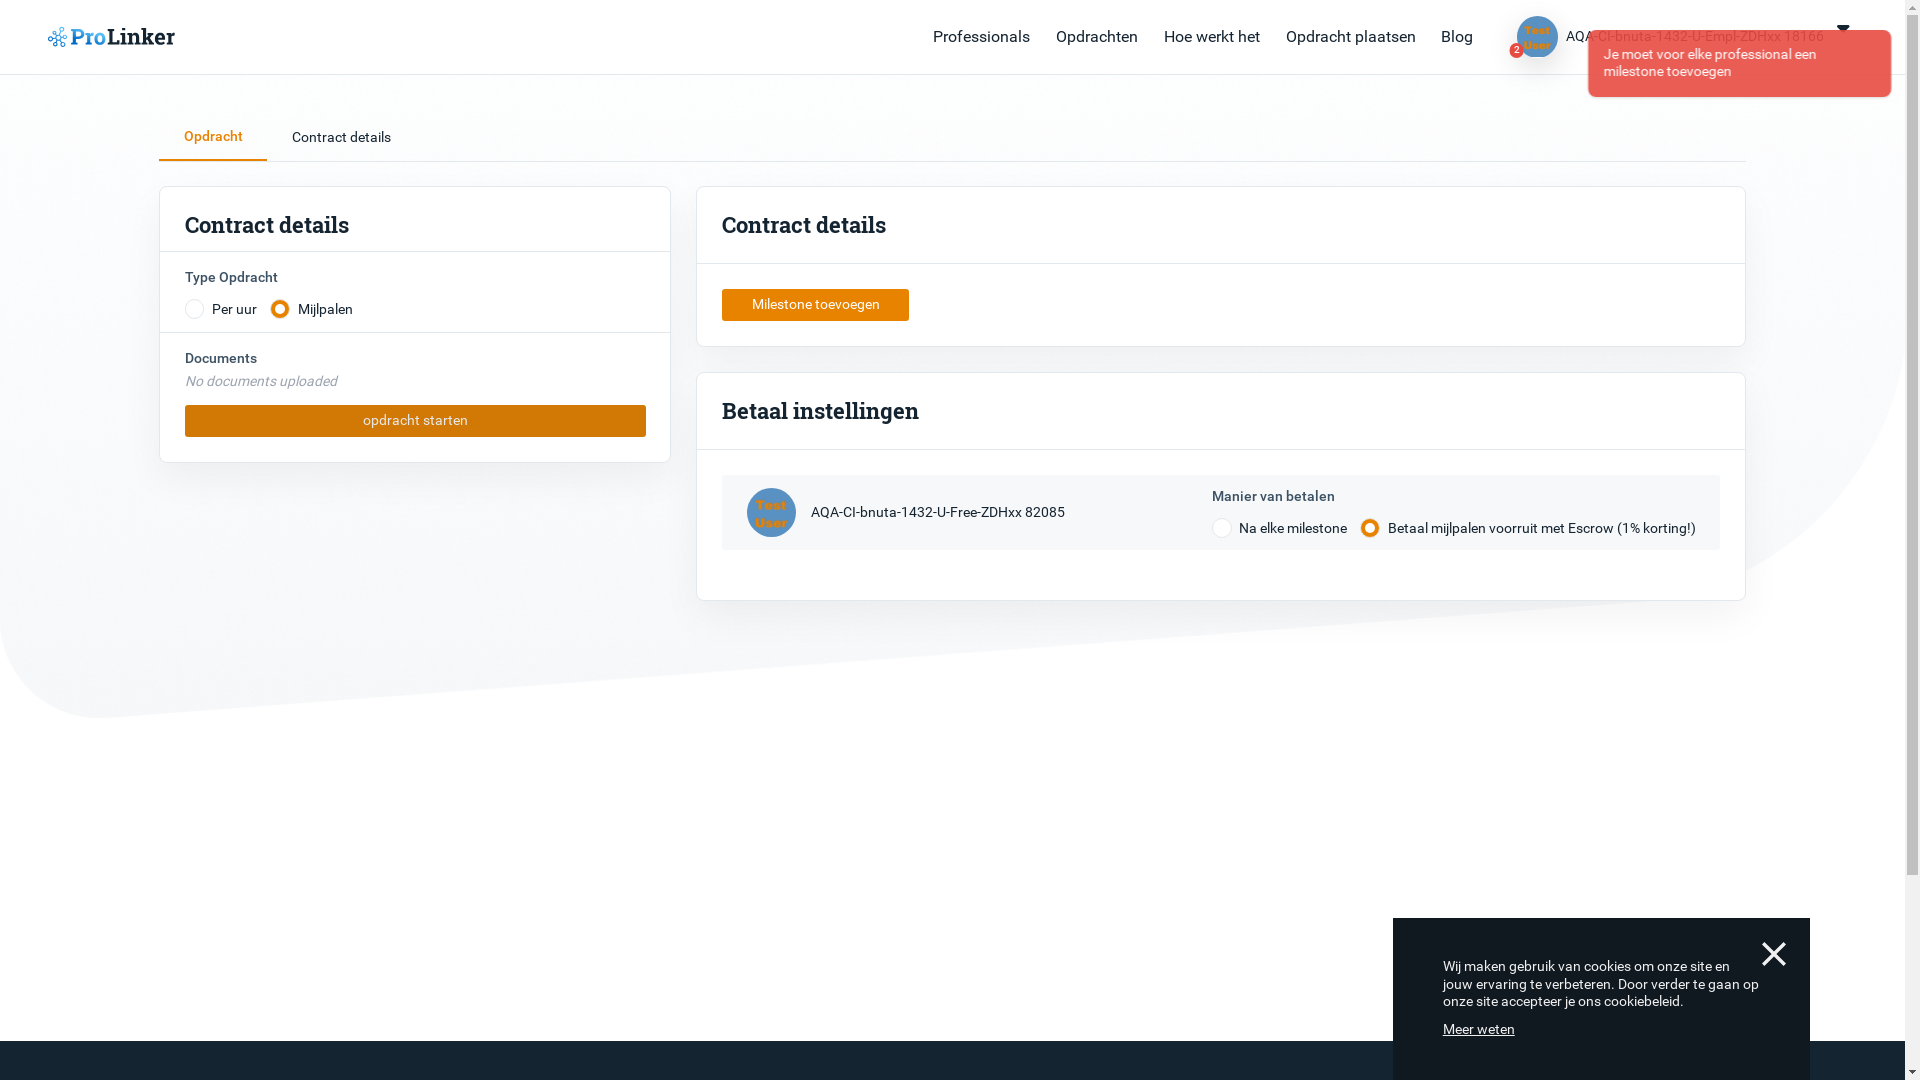 ProLinker
Professionals
Opdrachten
Hoe werkt het
Opdracht plaatsen
Blog
Test
User
2
AQA-CI-bnuta-1432-U-Empl-ZDHxx 18166
Je moet voor elke professional een
milestone toevoegen
Opdracht
Contract details
Contract details
Type Opdracht
Per uur
Mijlpalen
Documents
No documents uploaded
opdracht starten
Contract details
Milestone toevoegen
Betaal instellingen
Test
User
AQA-CI-bnuta-1432-U-Free-ZDHxx 82085
Manier van betalen
Na elke milestone
Betaal mijlpalen voorruit met Escrow (1% korting!)
Wij maken gebruik van cookies om onze site en
jouw ervaring te verbeteren. Door verder te gaan op
onze site accepteer je ons cookiebeleid.
Meer weten